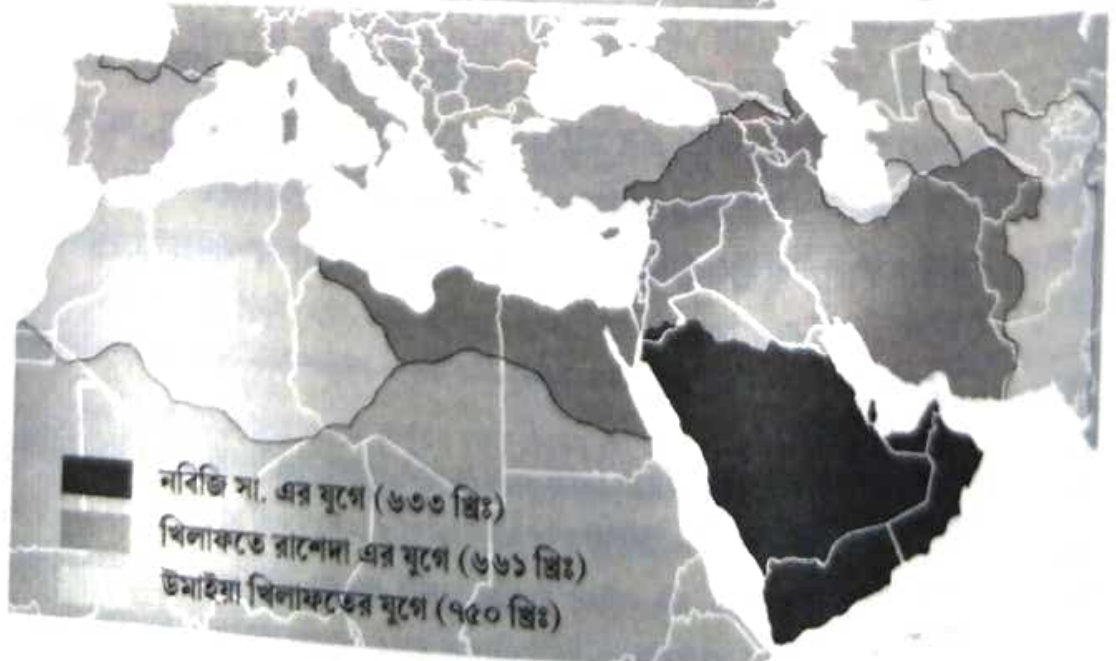 নবিজি সা. এর যুগে (৬৩৩ খ্রিঃ)
খিলাফতে রাশেদা এর যুগে (৬৬১ খ্রিঃ)
উমাইয়া খিলাফতের যুগে (৭৫০ খ্রিঃ)